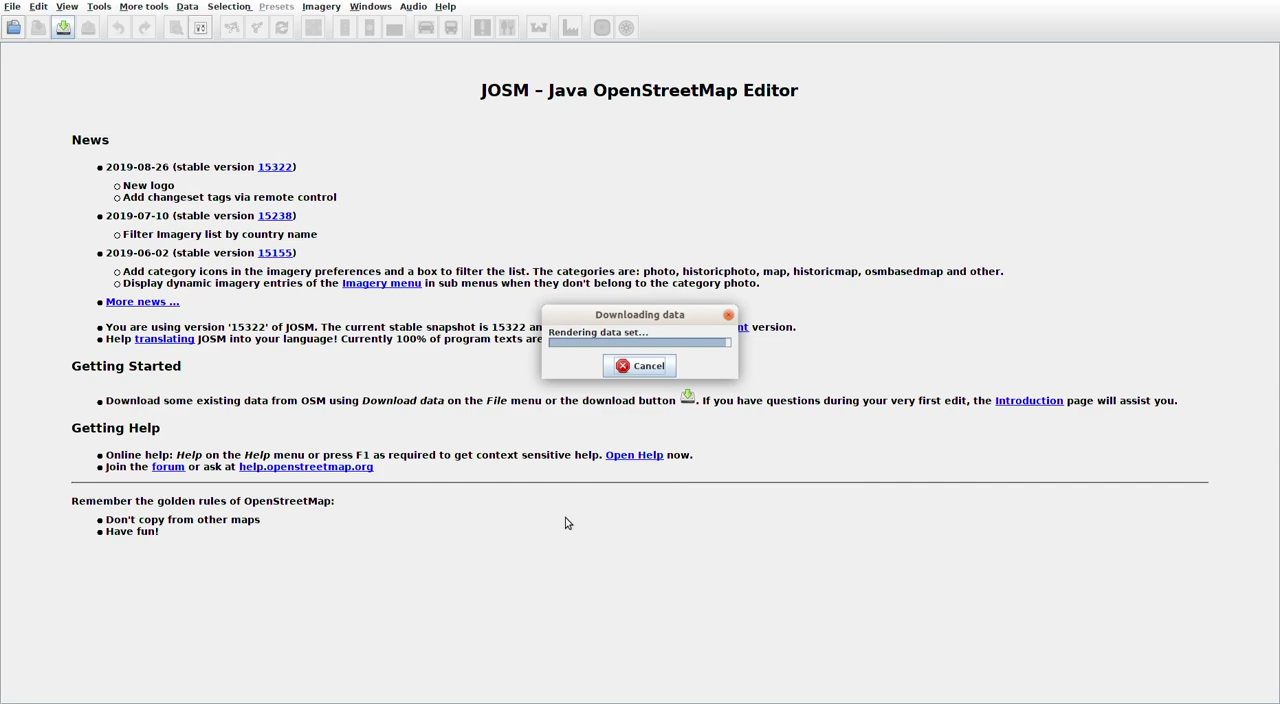 File Edit View Tools More tools Data Selection Presets Imagery Windows Audio Help
JOSM – Java OpenStreetMap Editor
News
2019-08-26 (stable version 15322)
New logo
Add changeset tags via remote control
2019-07-10 (stable version 15238)
Filter Imagery list by country name
2019-06-02 (stable version 15155)
Add category icons in the imagery preferences and a box to filter the list. The categories are: photo, historicphoto, map, historicmap, osmbasedmap and other.
Display dynamic imagery entries of the Imagery menu in sub menus when they don't belong to the category photo.
More news ...
Downloading data
Rendering data set...
Cancel
You are using version '15322' of JOSM. The current stable snapshot is 15322 an nt version.
Help translating JOSM into your language! Currently 100% of program texts are
Getting Started
Download some existing data from OSM using Download data on the File menu or the download button . If you have questions during your very first edit, the Introduction page will assist you.
Getting Help
Online help: Help on the Help menu or press F1 as required to get context sensitive help. Open Help now.
Join the forum or ask at help.openstreetmap.org
Remember the golden rules of OpenStreetMap:
Don't copy from other maps
Have fun!